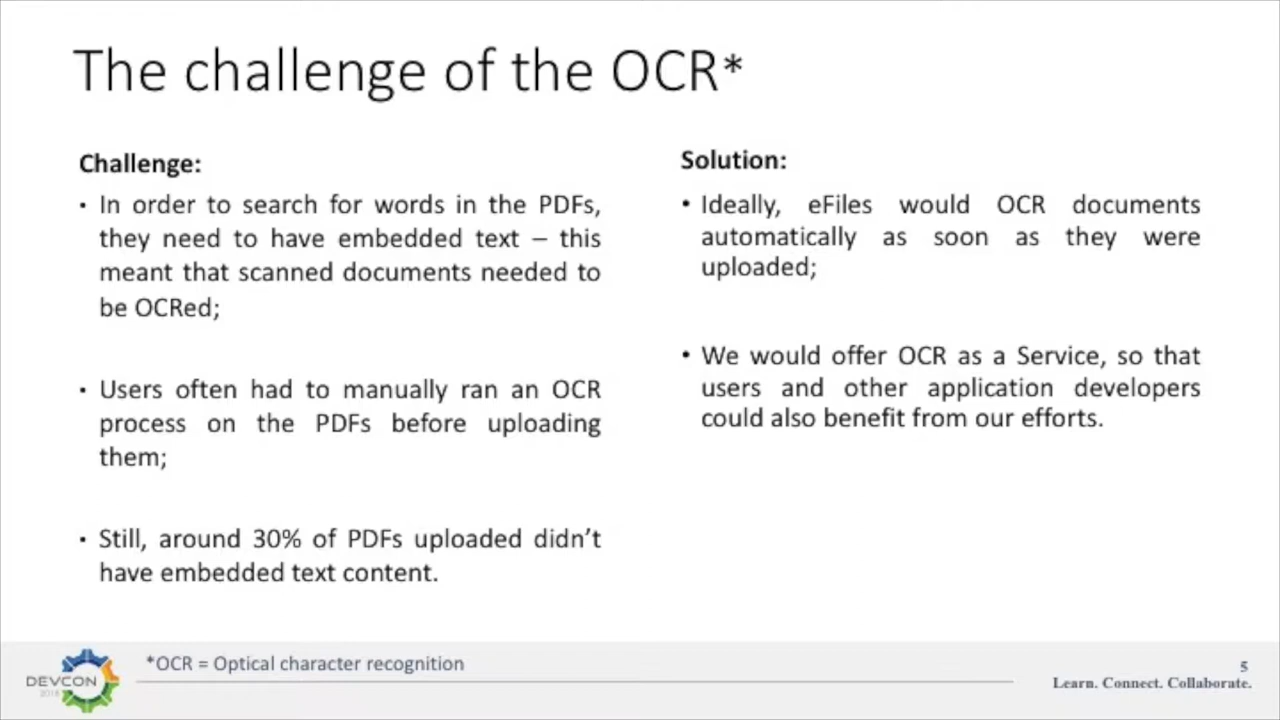 The challenge of the OCR*
Challenge:
• In order to search for words in the PDFs,
they need to have embedded text – this
meant that scanned documents needed to
be OCRed;
• Users often had to manually ran an OCR
process on the PDFs before uploading
them;
• Still, around 30% of PDFs uploaded didn’t
have embedded text content.
Solution:
• Ideally, eFiles would OCR documents
automatically as soon as they were
uploaded;
• We would offer OCR as a Service, so that
users and other application developers
could also benefit from our efforts.
DEVCON
*OCR = Optical character recognition
5
Learn. Connect. Collaborate.